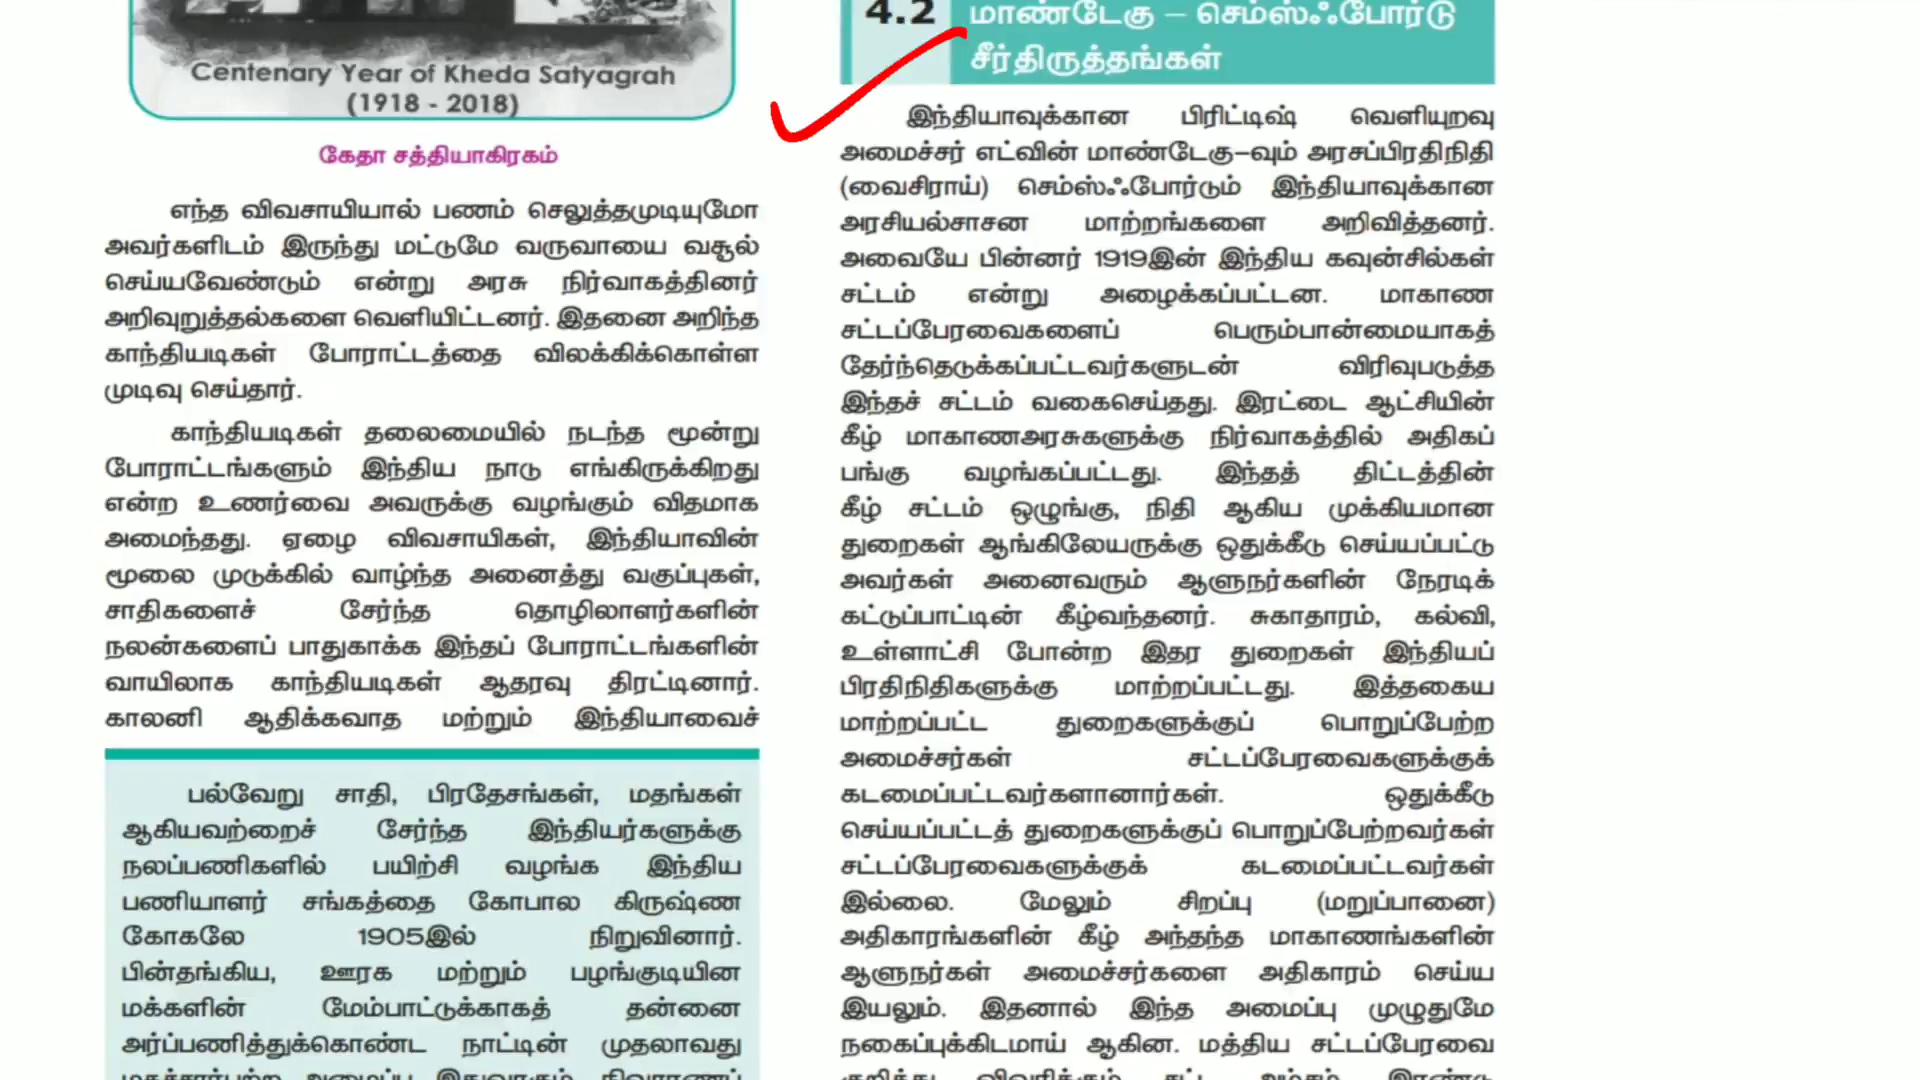 Centenary Year of Kheda Satyagrah
(1918 - 2018)
கேதா சத்தியாகிரகம்
எந்த விவசாயியால் பணம் செலுத்தமுடியுமோ
அவர்களிடம் இருந்து மட்டுமே வருவாயை வசூல்
செய்யவேண்டும் என்று அரசு நிர்வாகத்தினர்
அறிவுறுத்தல்களை வெளியிட்டனர். இதனை அறிந்த
காந்தியடிகள் போராட்டத்தை விலக்கிக்கொள்ள
முடிவு செய்தார்.
காந்தியடிகள் தலைமையில் நடந்த மூன்று
போராட்டங்களும் இந்திய நாடு எங்கிருக்கிறது
என்ற உணர்வை அவருக்கு வழங்கும் விதமாக
அமைந்தது. ஏழை விவசாயிகள், இந்தியாவின்
மூலை முடுக்கில் வாழ்ந்த அனைத்து வகுப்புகள்,
சாதிகளைச் சேர்ந்த தொழிலாளர்களின்
நலன்களைப் பாதுகாக்க இந்தப் போராட்டங்களின்
வாயிலாக காந்தியடிகள் ஆதரவு திரட்டினார்.
காலனி ஆதிக்கவாத மற்றும் இந்தியாவைச்
பல்வேறு சாதி, பிரதேசங்கள், மதங்கள்
ஆகியவற்றைச் சேர்ந்த இந்தியர்களுக்கு
நலப்பணிகளில் பயிற்சி வழங்க இந்திய
பணியாளர் சங்கத்தை கோபால கிருஷ்ண
கோகலே 1905இல் நிறுவினார்.
பின்தங்கிய, ஊரக மற்றும் பழங்குடியின
மக்களின் மேம்பாட்டுக்காகத் தன்னை
அர்ப்பணித்துக்கொண்ட நாட்டின் முதலாவது
4.2 மாண்டேகு – செம்ஸ்ஃபோர்டு
சீர்திருத்தங்கள்
இந்தியாவுக்கான பிரிட்டிஷ் வெளியுறவு
அமைச்சர் எட்வின் மாண்டேகு–வும் அரசப்பிரதிநிதி
(வைசிராய்) செம்ஸ்ஃபோர்டும் இந்தியாவுக்கான
அரசியல்சாசன மாற்றங்களை அறிவித்தனர்.
அவையே பின்னர் 1919இன் இந்திய கவுன்சில்கள்
சட்டம் என்று அழைக்கப்பட்டன. மாகாண
சட்டப்பேரவைகளைப் பெரும்பான்மையாகத்
தேர்ந்தெடுக்கப்பட்டவர்களுடன் விரிவுபடுத்த
இந்தச் சட்டம் வகைசெய்தது. இரட்டை ஆட்சியின்
கீழ் மாகாணஅரசுகளுக்கு நிர்வாகத்தில் அதிகப்
பங்கு வழங்கப்பட்டது. இந்தத் திட்டத்தின்
கீழ் சட்டம் ஒழுங்கு, நிதி ஆகிய முக்கியமான
துறைகள் ஆங்கிலேயருக்கு ஒதுக்கீடு செய்யப்பட்டு
அவர்கள் அனைவரும் ஆளுநர்களின் நேரடிக்
கட்டுப்பாட்டின் கீழ்வந்தனர். சுகாதாரம், கல்வி,
உள்ளாட்சி போன்ற இதர துறைகள் இந்தியப்
பிரதிநிதிகளுக்கு மாற்றப்பட்டது. இத்தகைய
மாற்றப்பட்ட துறைகளுக்குப் பொறுப்பேற்ற
அமைச்சர்கள் சட்டப்பேரவைகளுக்குக்
கடமைப்பட்டவர்களானார்கள். ஒதுக்கீடு
செய்யப்பட்டத் துறைகளுக்குப் பொறுப்பேற்றவர்கள்
சட்டப்பேரவைகளுக்குக் கடமைப்பட்டவர்கள்
இல்லை. மேலும் சிறப்பு (மறுப்பானை)
அதிகாரங்களின் கீழ் அந்தந்த மாகாணங்களின்
ஆளுநர்கள் அமைச்சர்களை அதிகாரம் செய்ய
இயலும். இதனால் இந்த அமைப்பு முழுதுமே
நகைப்புக்கிடமாய் ஆகின. மத்திய சட்டப்பேரவை